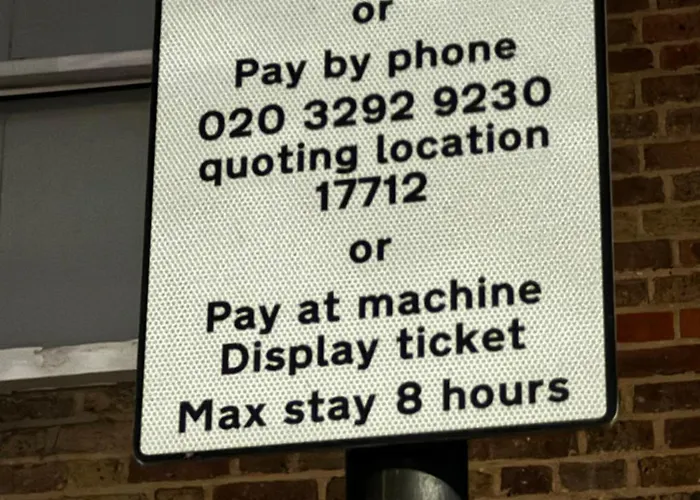 or
Pay by phone
020 3292 9230
quoting location
17712
or
Pay at machine
Display ticket
Max stay 8 hours